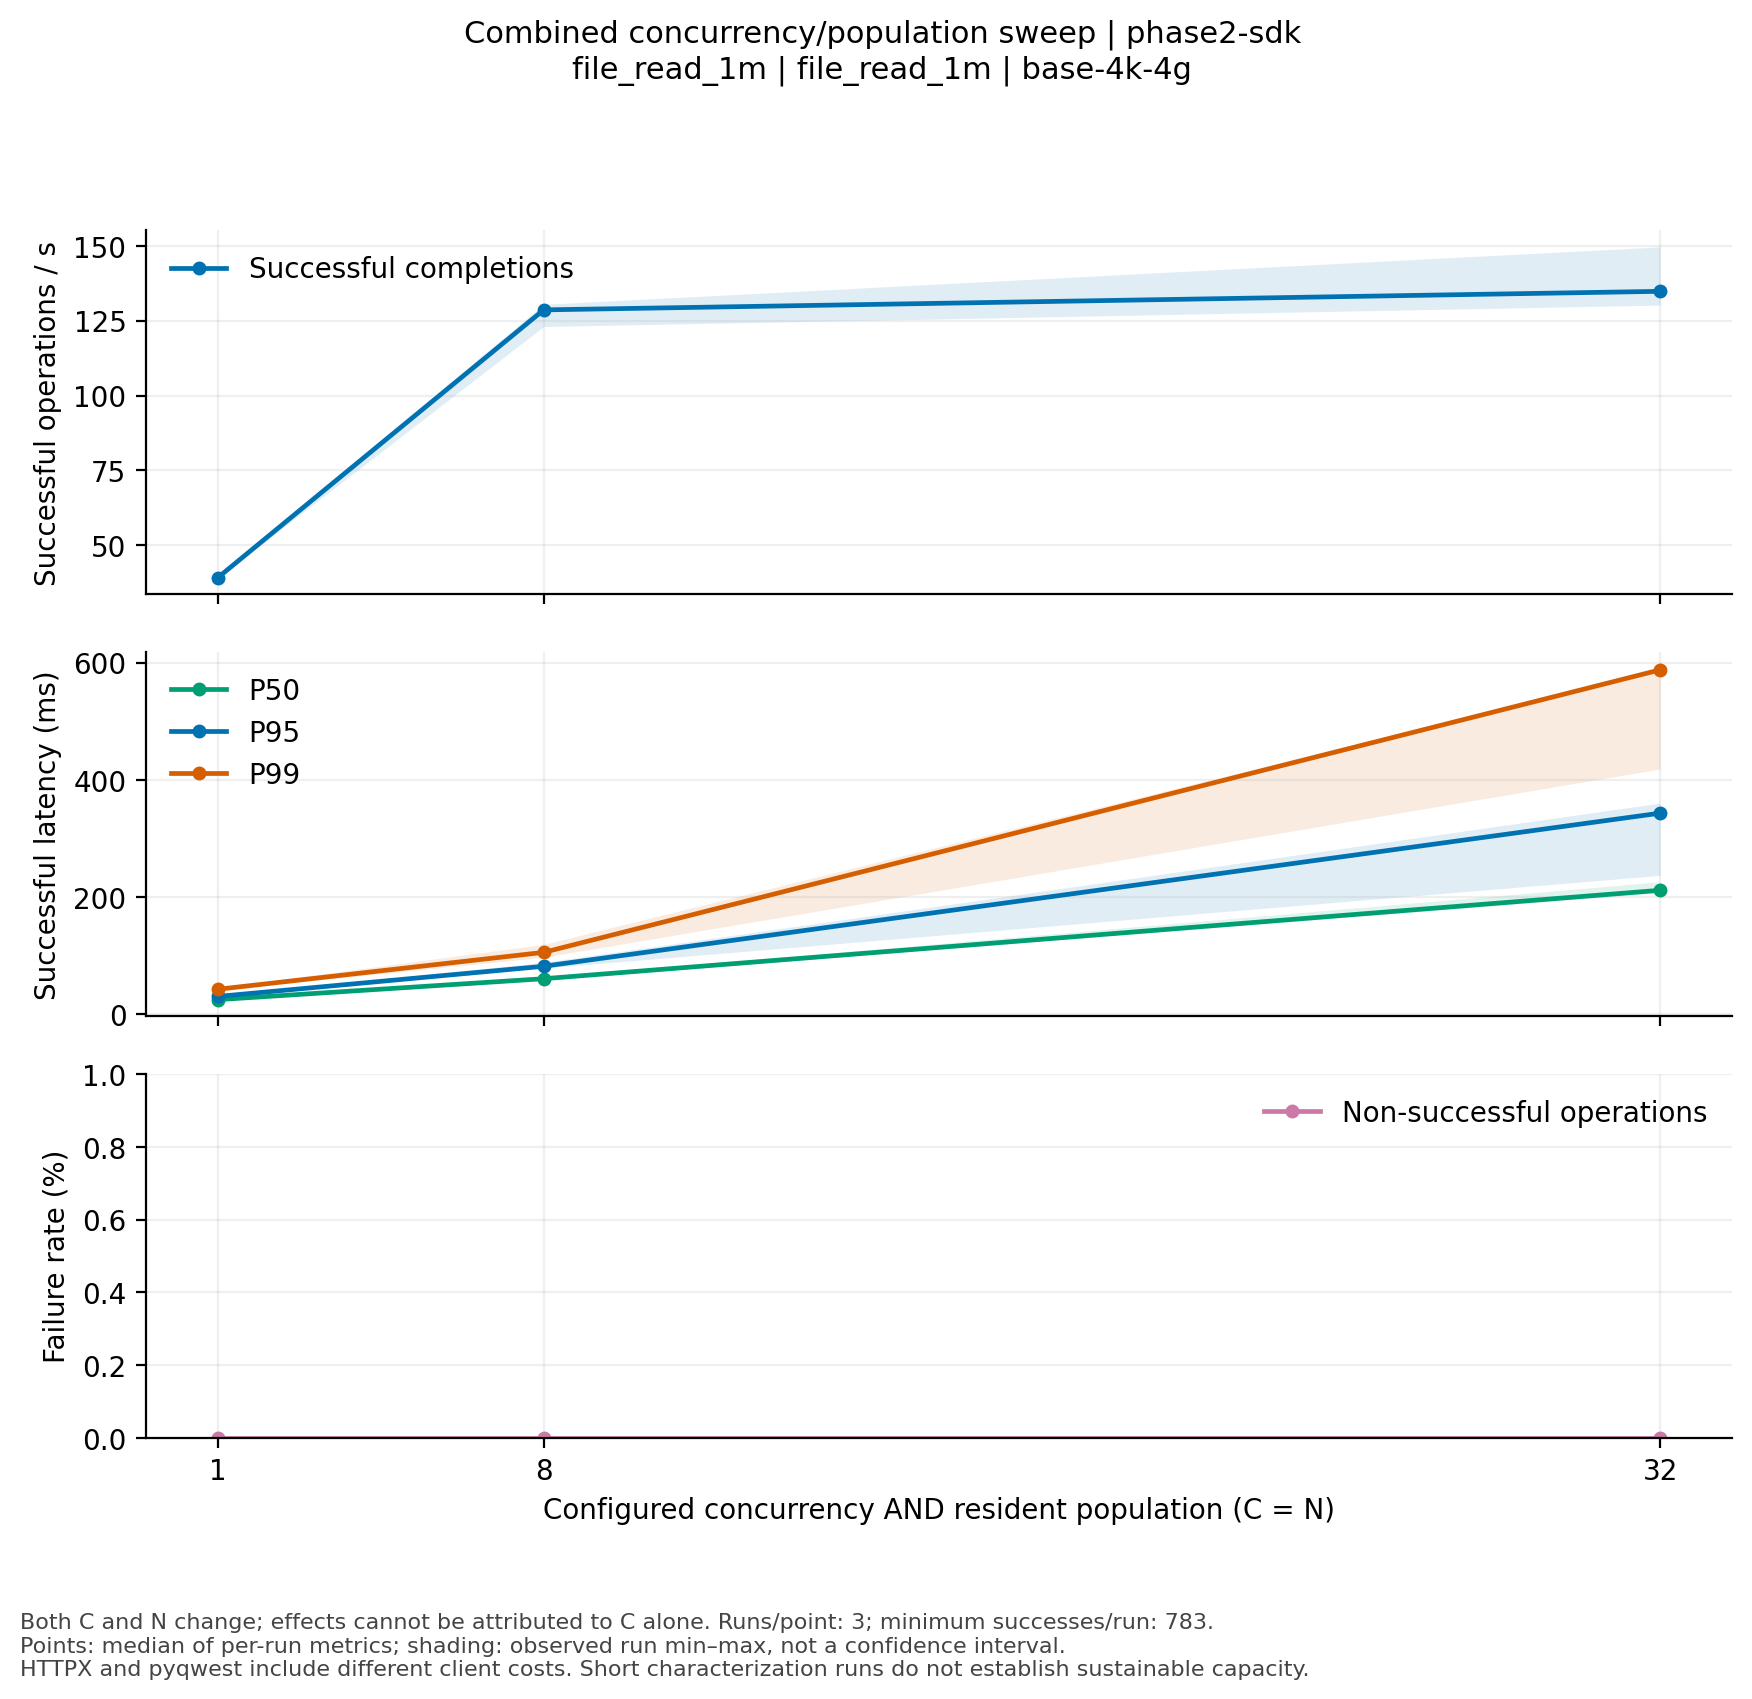 Combined concurrency/population sweep | phase2-sdk
file_read_1m | file_read_1m | base-4k-4g
Successful operations / s
150
125
100
75
50
Successful completions
Successful latency (ms)
600
400
200
0
P50
P95
P99
Failure rate (%)
1.0
0.8
0.6
0.4
0.2
0.0
Non-successful operations
1
8
32
Configured concurrency AND resident population (C = N)
Both C and N change; effects cannot be attributed to C alone. Runs/point: 3; minimum successes/run: 783.
Points: median of per-run metrics; shading: observed run min–max, not a confidence interval.
HTTPX and pyqwest include different client costs. Short characterization runs do not establish sustainable capacity.